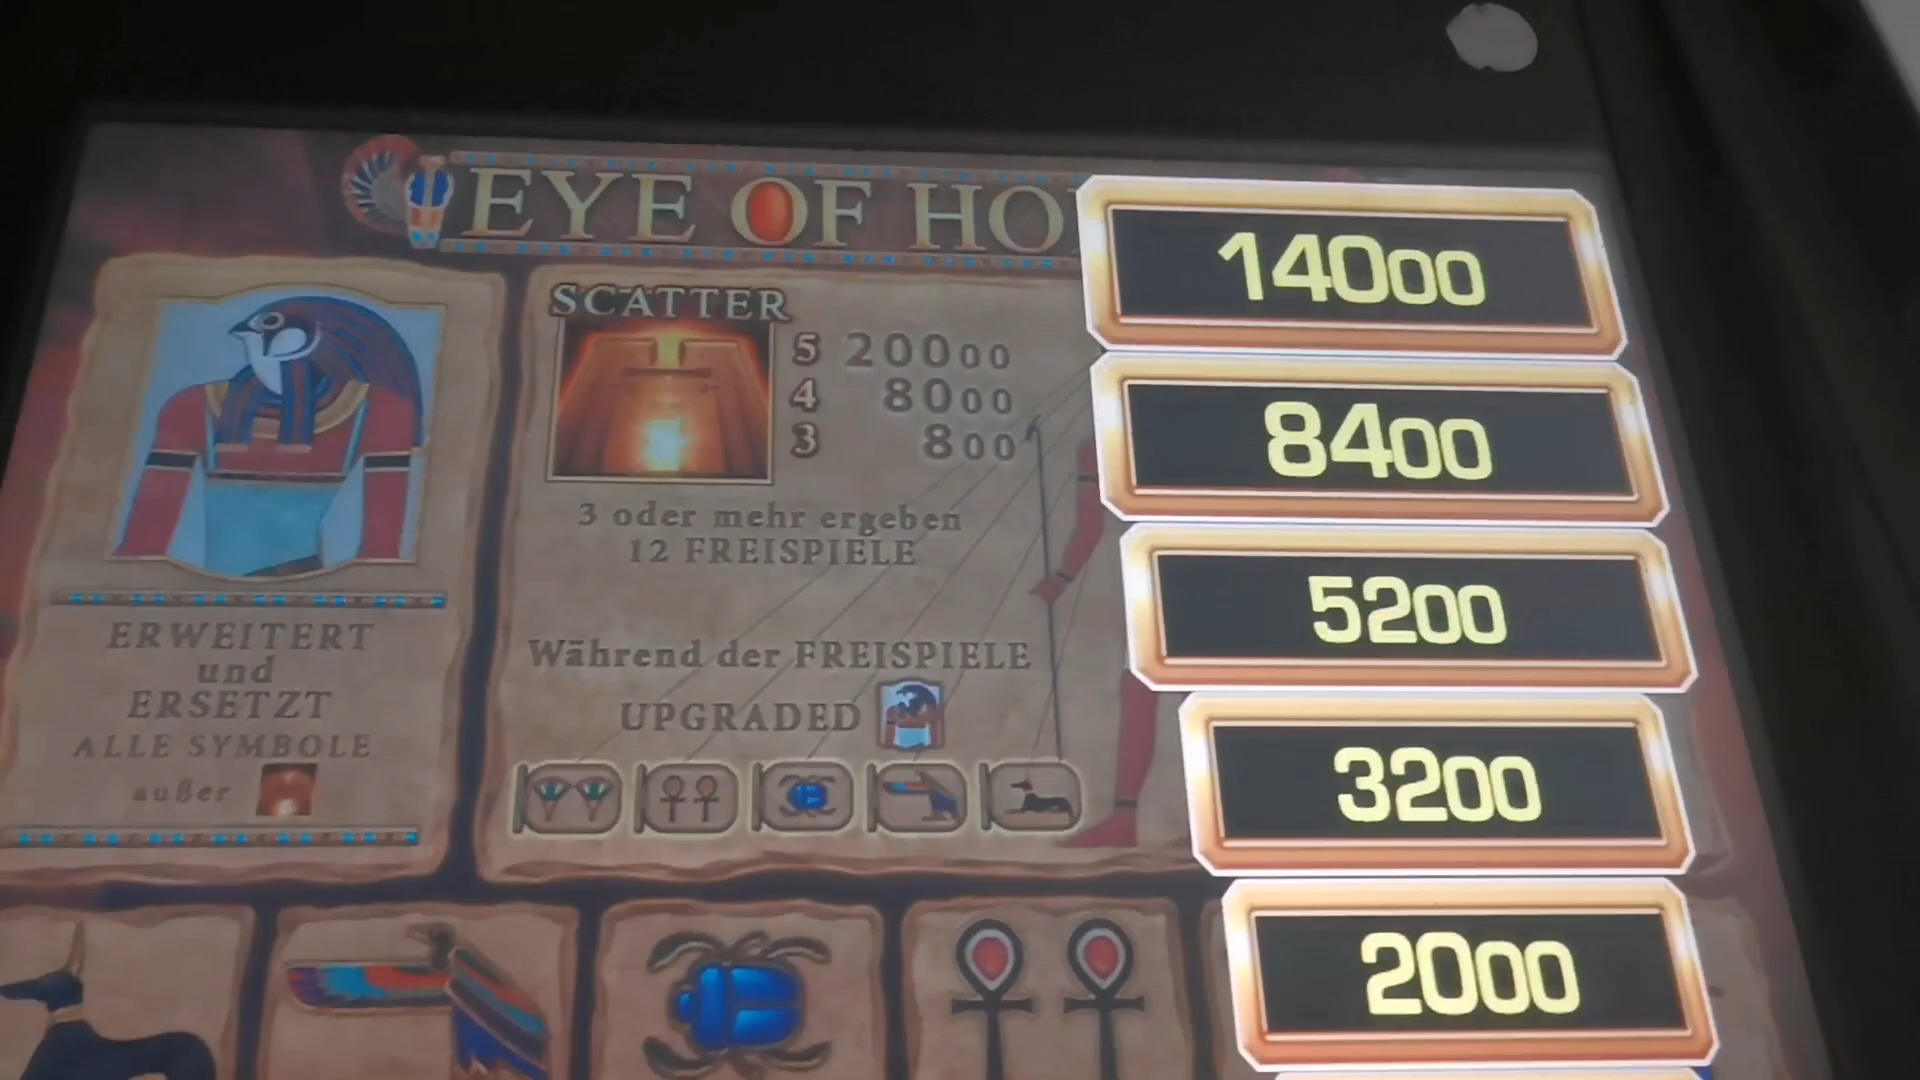 EYE OF HO
SCATTER
5 20000
4 8000
3 800
3 oder mehr ergeben
12 FREISPIELE
Während der FREISPIELE
UPGRADED
ERWEITERT
und
ERSETZT
ALLE SYMBOLE
außer
14000
8400
5200
3200
2000